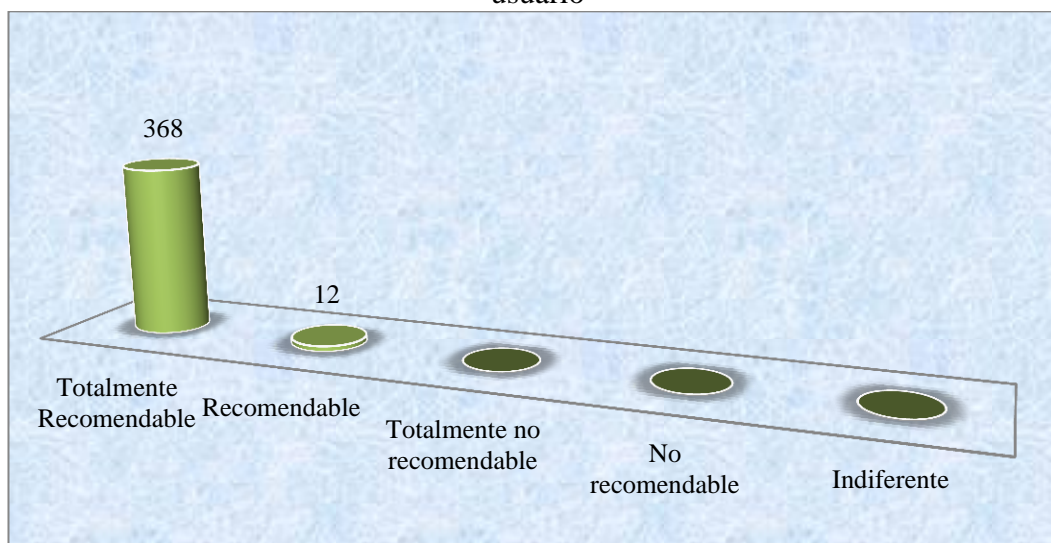 usuario
368
12
Totalmente
Recomendable
Recomendable
Totalmente no
recomendable
No
recomendable
Indiferente